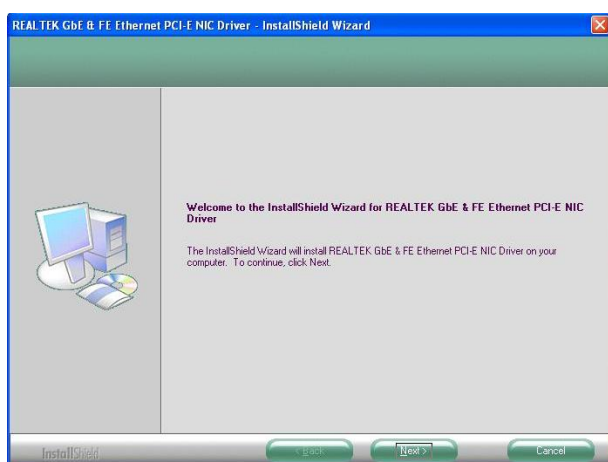 REALTEK GbE & FE Ethernet PCI-E NIC Driver - InstallShield Wizard
Welcome to the InstallShield Wizard for REALTEK GbE & FE Ethernet PCI-E NIC
Driver
The InstallShield Wizard will install REALTEK GbE & FE Ethernet PCI-E NIC Driver on your
computer. To continue, click Next.
InstallShield
< Back
Next >
Cancel